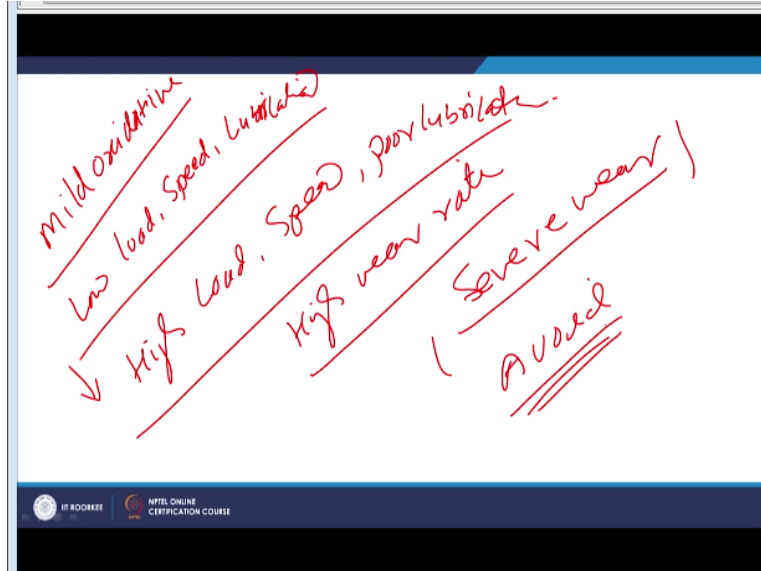 Mild oxidative
Low load, Speed, Lubrication
High Load, Speed, poor lubricate.
High wear rate
(Severe wear)
Avoid
IIT ROORKEE
NPTEL ONLINE
CERTIFICATION COURSE